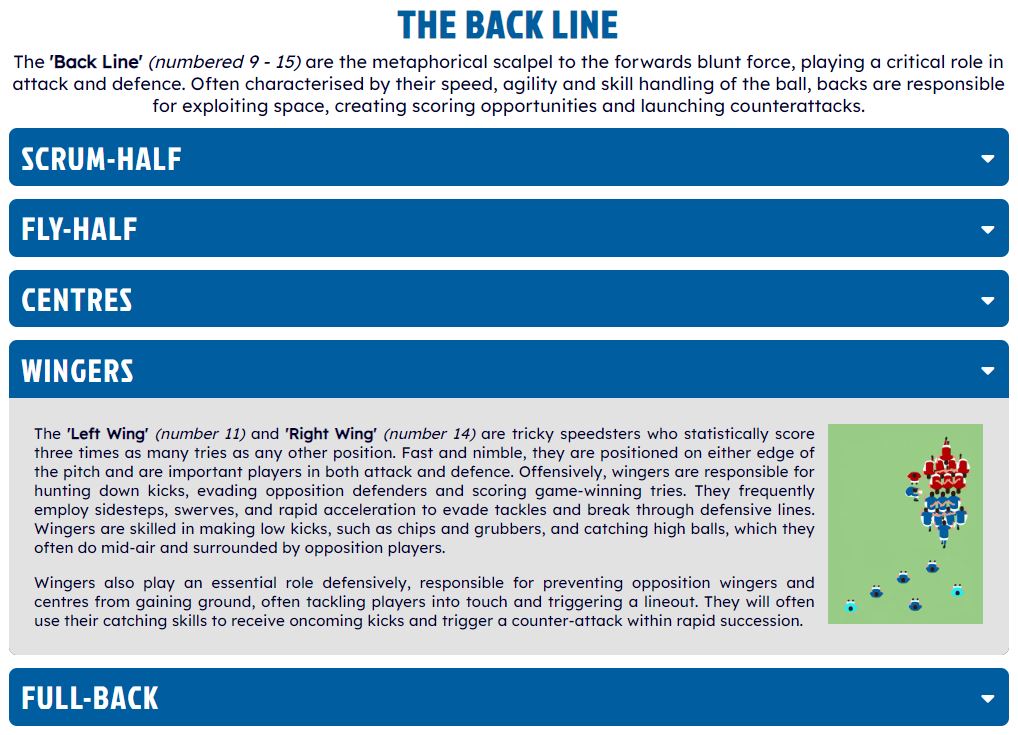 THE BACK LINE
The 'Back Line' (numbered 9 - 15) are the metaphorical scalpel to the forwards blunt force, playing a critical role in
attack and defence. Often characterised by their speed, agility and skill handling of the ball, backs are responsible
for exploiting space, creating scoring opportunities and launching counterattacks.
SCRUM-HALF
FLY-HALF
CENTRES
WINGERS
The 'Left Wing' (number 11) and 'Right Wing' (number 14) are tricky speedsters who statistically score
three times as many tries as any other position. Fast and nimble, they are positioned on either edge of
the pitch and are important players in both attack and defence. Offensively, wingers are responsible for
hunting down kicks, evading opposition defenders and scoring game-winning tries. They frequently
employ sidesteps, swerves, and rapid acceleration to evade tackles and break through defensive lines.
Wingers are skilled in making low kicks, such as chips and grubbers, and catching high balls, which they
often do mid-air and surrounded by opposition players.
Wingers also play an essential role defensively, responsible for preventing opposition wingers and
centres from gaining ground, often tackling players into touch and triggering a lineout. They will often
use their catching skills to receive oncoming kicks and trigger a counter-attack within rapid succession.
FULL-BACK